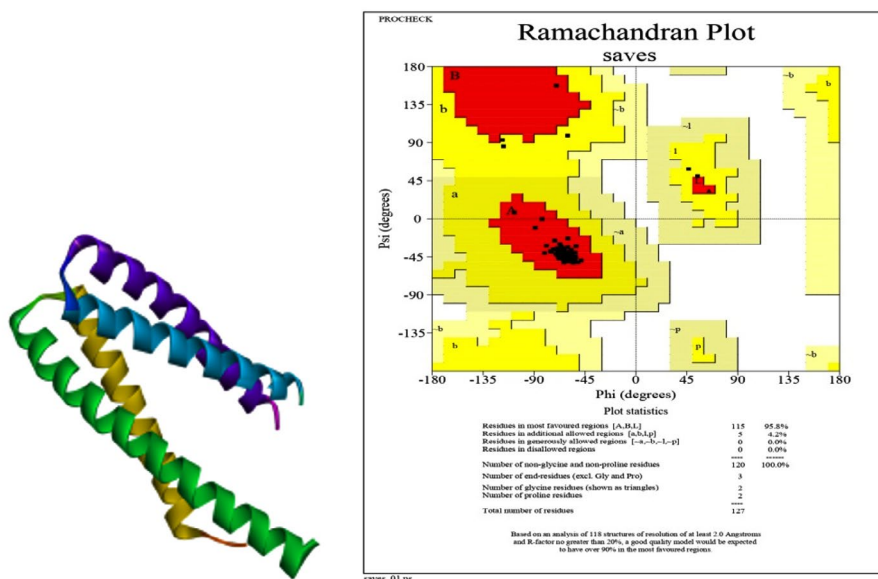 PROCHECK
Ramachandran Plot
saves
180
135
90
45
0
-45
-90
-135
Psi (degrees)
B
b
~b
b
~b
~l
l
a
A
L
~a
~b
b
~p
p
~b
-180 -135 -90 -45 0 45 90 135 180
Phi (degrees)
Plot statistics
Residues in most favoured regions [A,B,L] 115 95.8%
Residues in additional allowed regions [a,b,l,p] 5 4.2%
Residues in generously allowed regions [~a,~b,~l,~p] 0 0.0%
Residues in disallowed regions 0 0.0%
---- ------
Number of non-glycine and non-proline residues 120 100.0%
Number of end-residues (excl. Gly and Pro) 3
Number of glycine residues (shown as triangles) 2
Number of proline residues 2
----
Total number of residues 127
Based on an analysis of 118 structures of resolution of at least 2.0 Angstroms
and R-factor no greater than 20%, a good quality model would be expected
to have over 90% in the most favoured regions.